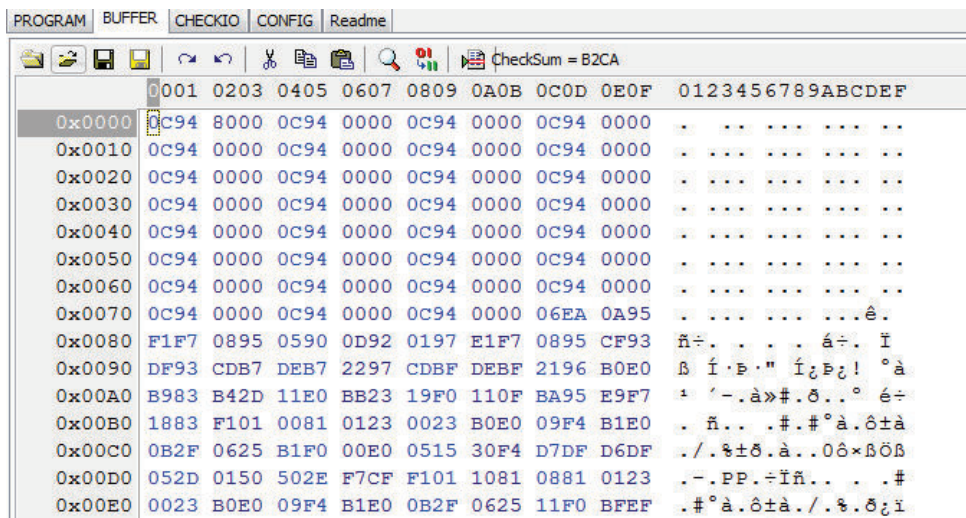 PROGRAM BUFFER CHECKIO CONFIG Readme
CheckSum = B2CA
0001 0203 0405 0607 0809 0A0B 0C0D 0E0F 0123456789ABCDEF
0x0000 0C94 8000 0C94 0000 0C94 0000 0C94 0000 . .. ... ... ..
0x0010 0C94 0000 0C94 0000 0C94 0000 0C94 0000 . ... ... ... ..
0x0020 0C94 0000 0C94 0000 0C94 0000 0C94 0000 . ... ... ... ..
0x0030 0C94 0000 0C94 0000 0C94 0000 0C94 0000 . ... ... ... ..
0x0040 0C94 0000 0C94 0000 0C94 0000 0C94 0000 . ... ... ... ..
0x0050 0C94 0000 0C94 0000 0C94 0000 0C94 0000 . ... ... ... ..
0x0060 0C94 0000 0C94 0000 0C94 0000 0C94 0000 . ... ... ... ..
0x0070 0C94 0000 0C94 0000 0C94 0000 06EA 0A95 . ... ... ...ê.
0x0080 F1F7 0895 0590 0D92 0197 E1F7 0895 CF93 ñ÷. . . . á÷. Ï
0x0090 DF93 CDB7 DEB7 2297 CDBF DEBF 2196 B0E0 ß Í·Þ·" Í¿Þ¿! °à
0x00A0 B983 B42D 11E0 BB23 19F0 110F BA95 E9F7 ¹ ´-.à»#.ð..º é÷
0x00B0 1883 F101 0081 0123 0023 B0E0 09F4 B1E0 . ñ.. .#.#°à.ô±à
0x00C0 0B2F 0625 B1F0 00E0 0515 30F4 D7DF D6DF ./.%±ð.à..0ô×ßÖß
0x00D0 052D 0150 502E F7CF F101 1081 0881 0123 .-.PP.÷Ïñ.. . .#
0x00E0 0023 B0E0 09F4 B1E0 0B2F 0625 11F0 BFEF .#°à.ô±à./.%.ð¿ï